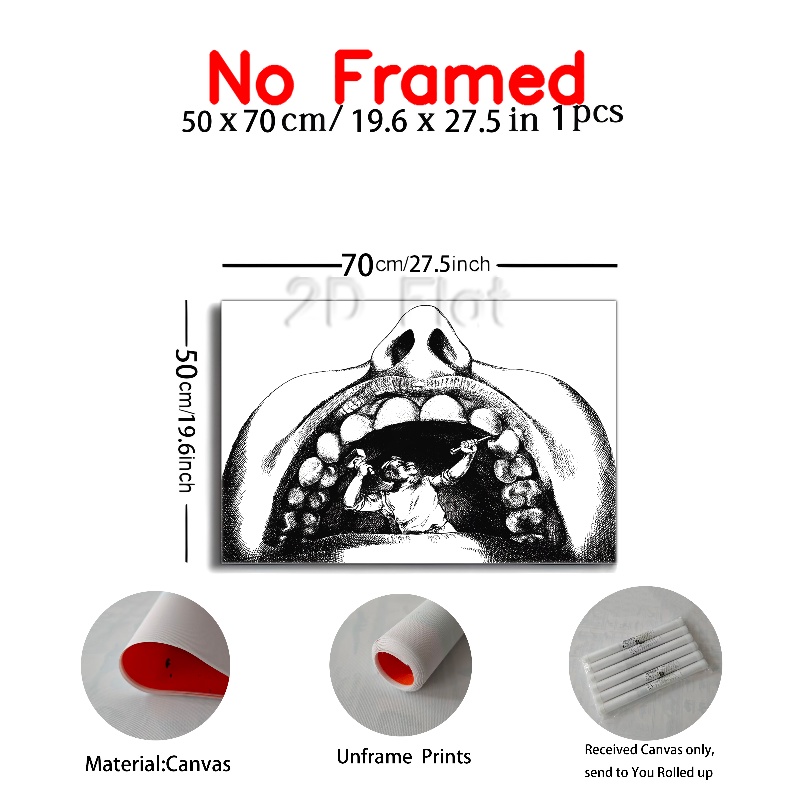 No Framed
50 x 70 cm/ 19.6 x 27.5 in 1pcs
70cm/27.5inch
2D Flat
50cm/19.6inch
Material:Canvas
Unframe Prints
Received Canvas only,
send to You Rolled up